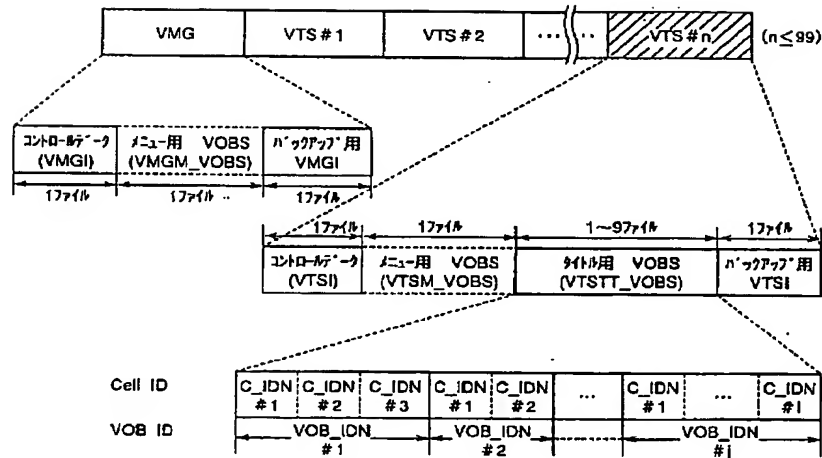 VMG VTS#1 VTS#2 ... .. VTS#n (n≤99)
コントロールデータ メニュー用 VOBS バックアップ用
(VMGI) (VMGM_VOBS) VMGI
1ファイル 1ファイル .. 1ファイル
1ファイル 1ファイル 1〜9ファイル 1ファイル
コントロールデータ メニュー用 VOBS タイトル用 VOBS バックアップ用
(VTSI) (VTSM_VOBS) (VTSTT_VOBS) VTSI
Cell ID C_IDN C_IDN C_IDN C_IDN C_IDN ... C_IDN ... C_IDN
#1 #2 #3 #1 #2 #1 #i
VOB ID VOB_IDN VOB_IDN VOB_IDN
#1 #2 #j